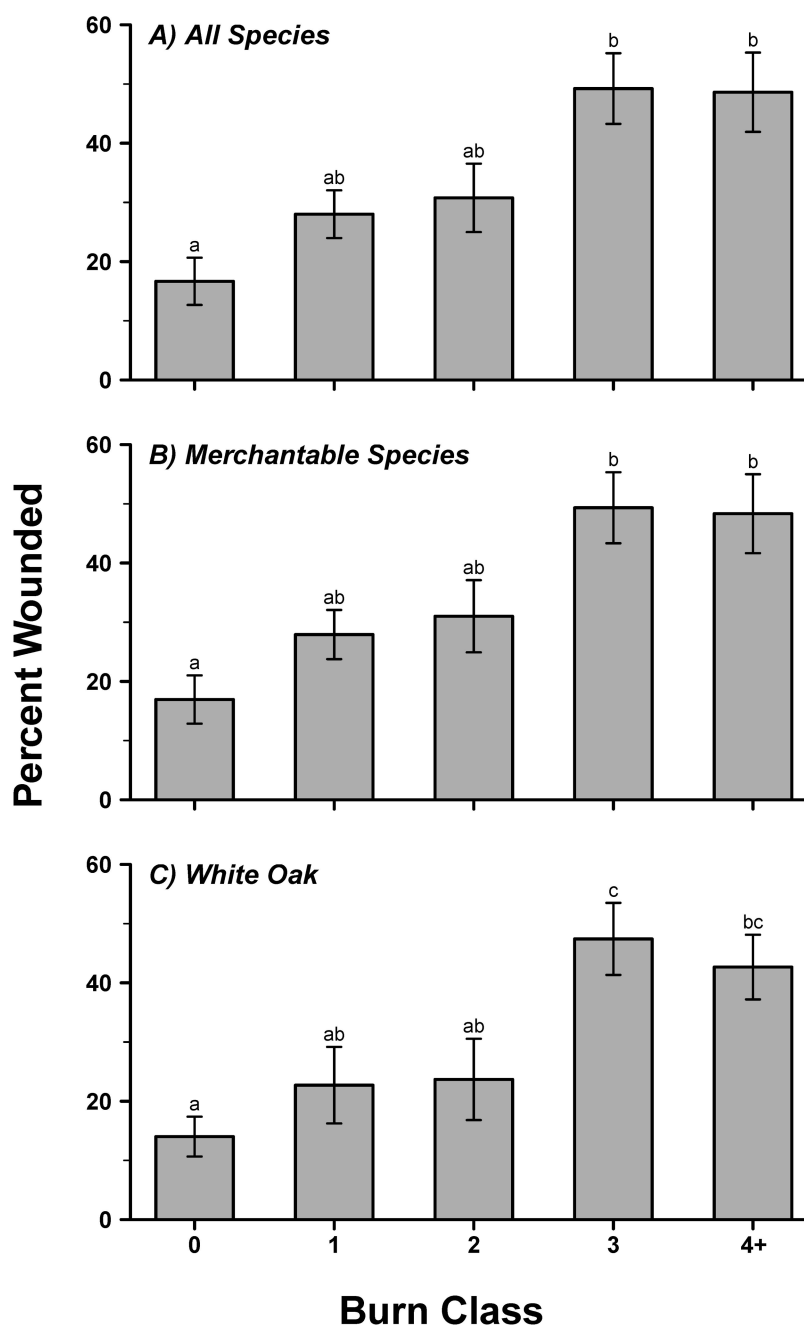 A) All Species
60
40
20
0
a
ab
ab
b
b
B) Merchantable Species
60
40
20
0
a
ab
ab
b
b
Percent Wounded
C) White Oak
60
40
20
0
a
ab
ab
c
bc
0 1 2 3 4+
Burn Class